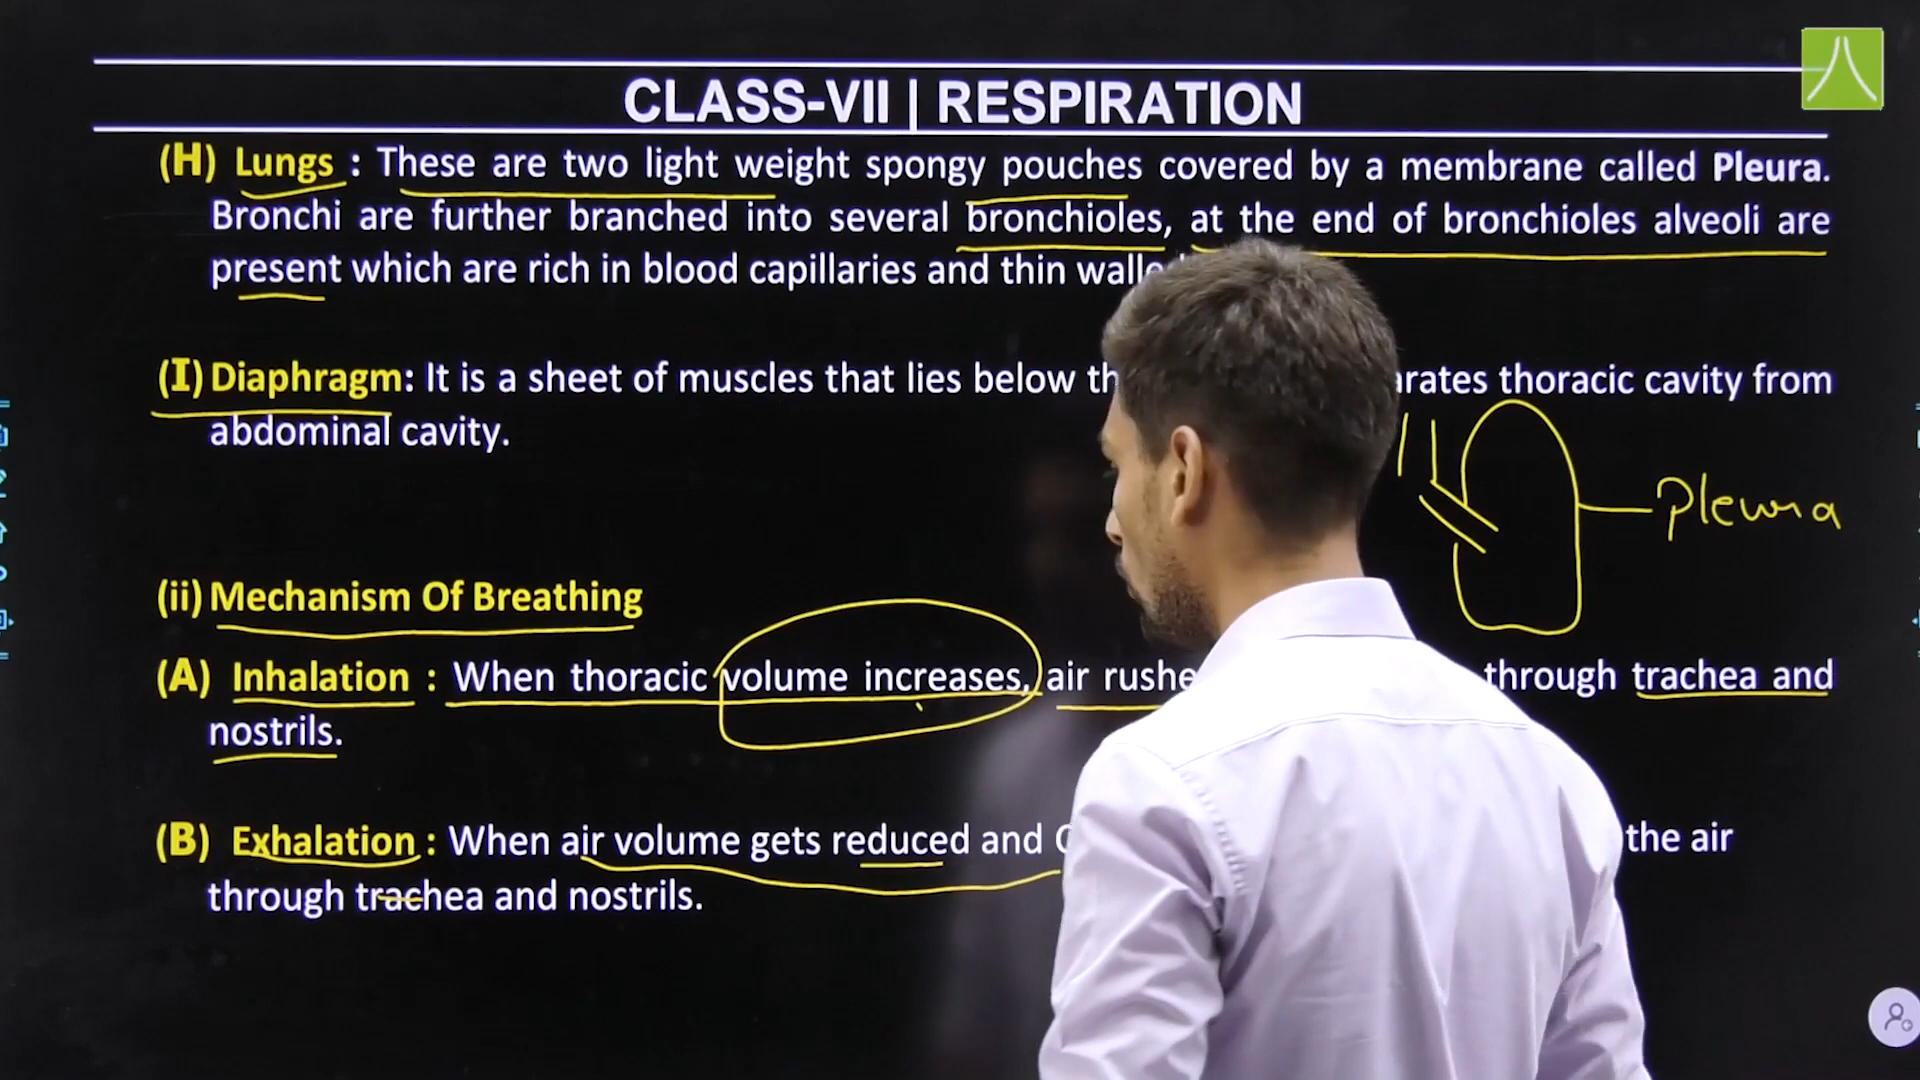 CLASS-VII | RESPIRATION
(H) Lungs : These are two light weight spongy pouches covered by a membrane called Pleura.
Bronchi are further branched into several bronchioles, at the end of bronchioles alveoli are
present which are rich in blood capillaries and thin
(I) Diaphragm: It is a sheet of muscles that lies below thoracic cavity from
abdominal cavity.
Pleura
(ii) Mechanism Of Breathing
(A) Inhalation : When thoracic volume increases, air through trachea and
nostrils.
(B) Exhalation : When air volume gets reduced and the air
through trachea and nostrils.